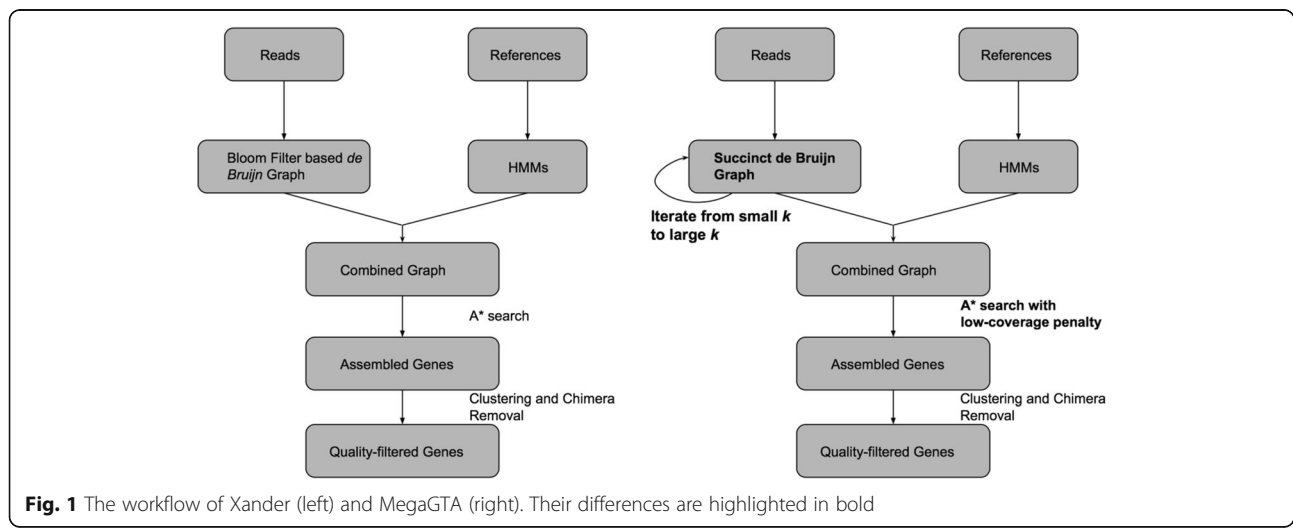 Reads
References
Bloom Filter based de
Bruijn Graph
HMMs
Combined Graph
A* search
Assembled Genes
Clustering and Chimera
Removal
Quality-filtered Genes
Reads
References
Succinct de Bruijn
Graph
HMMs
Iterate from small k
to large k
Combined Graph
A* search with
low-coverage penalty
Assembled Genes
Clustering and Chimera
Removal
Quality-filtered Genes
Fig. 1 The workflow of Xander (left) and MegaGTA (right). Their differences are highlighted in bold